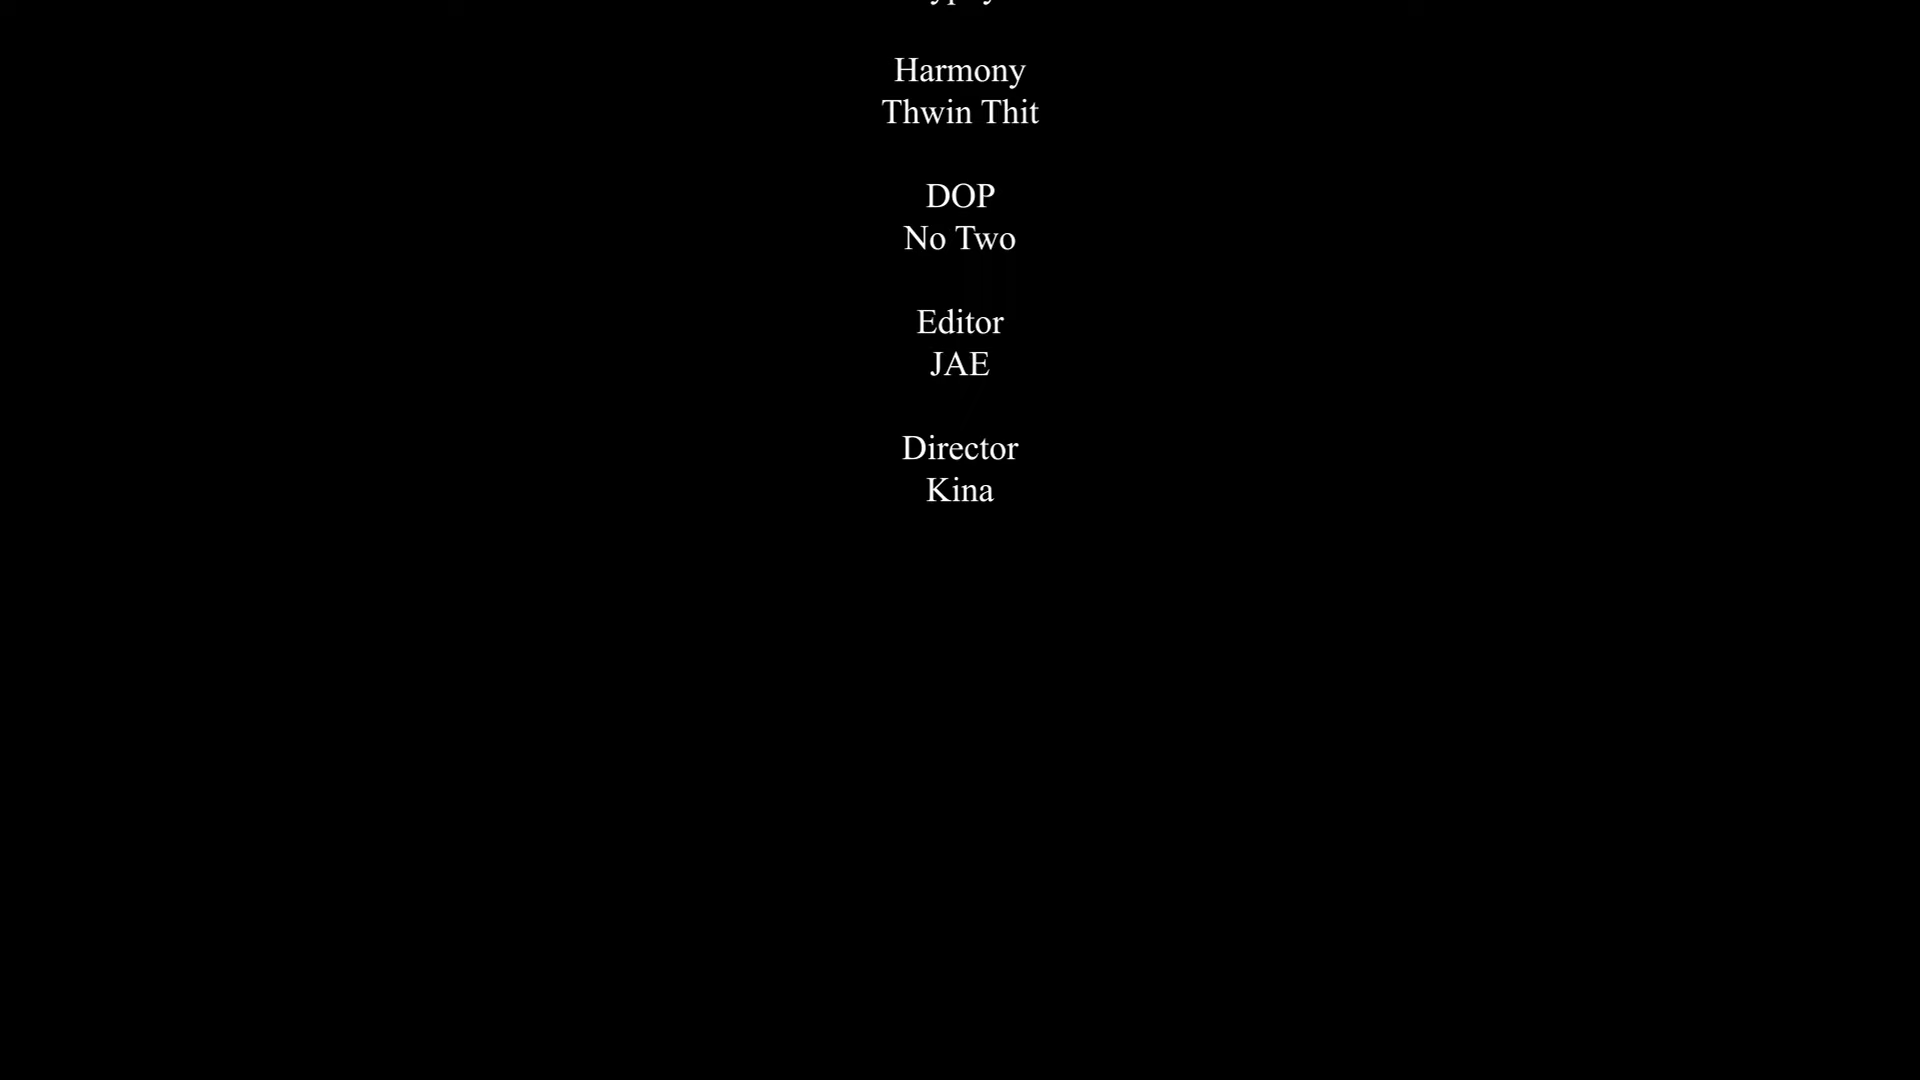 Harmony
Thwin Thit
DOP
No Two
Editor
JAE
Director
Kina